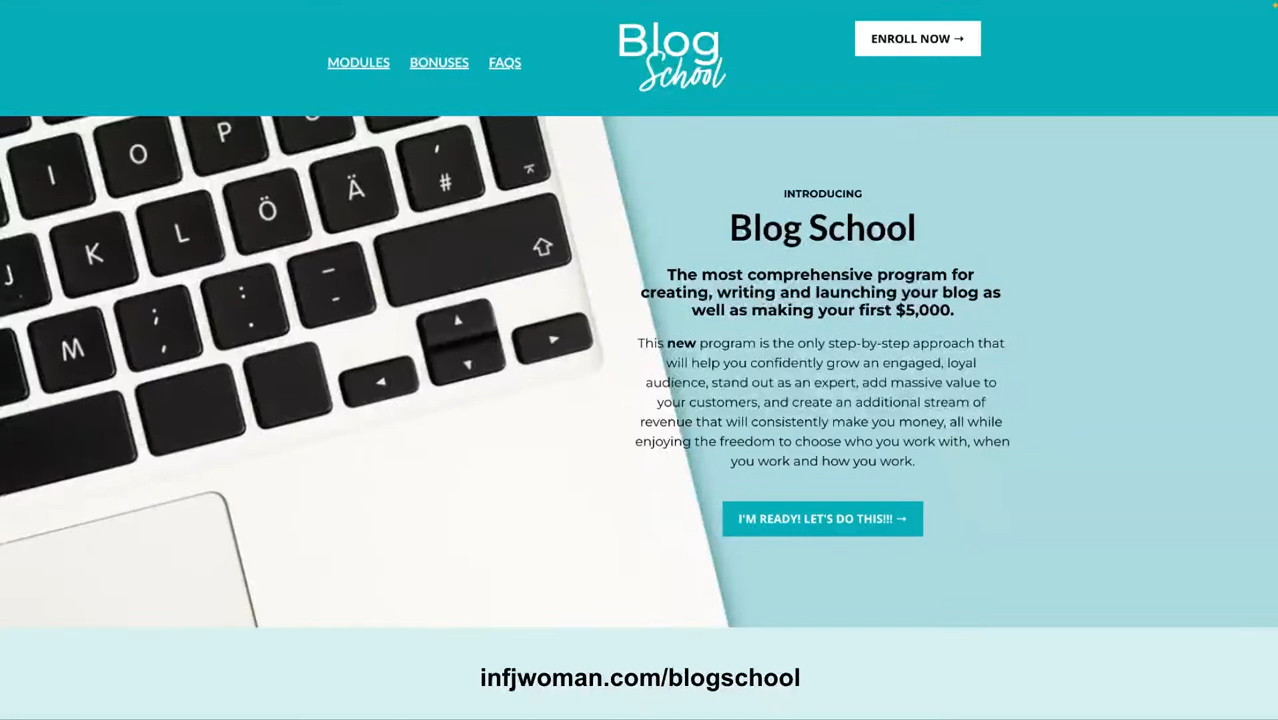 MODULES BONUSES FAQS
Blog
School
ENROLL NOW →
P
O
I
Ä
' #
Ö
L
K
J
: .
– -
; ,
M
INTRODUCING
Blog School
The most comprehensive program for
creating, writing and launching your blog as
well as making your first $5,000.
This new program is the only step-by-step approach that
will help you confidently grow an engaged, loyal
audience, stand out as an expert, add massive value to
your customers, and create an additional stream of
revenue that will consistently make you money, all while
enjoying the freedom to choose who you work with, when
you work and how you work.
I'M READY! LET'S DO THIS!!! →
infjwoman.com/blogschool